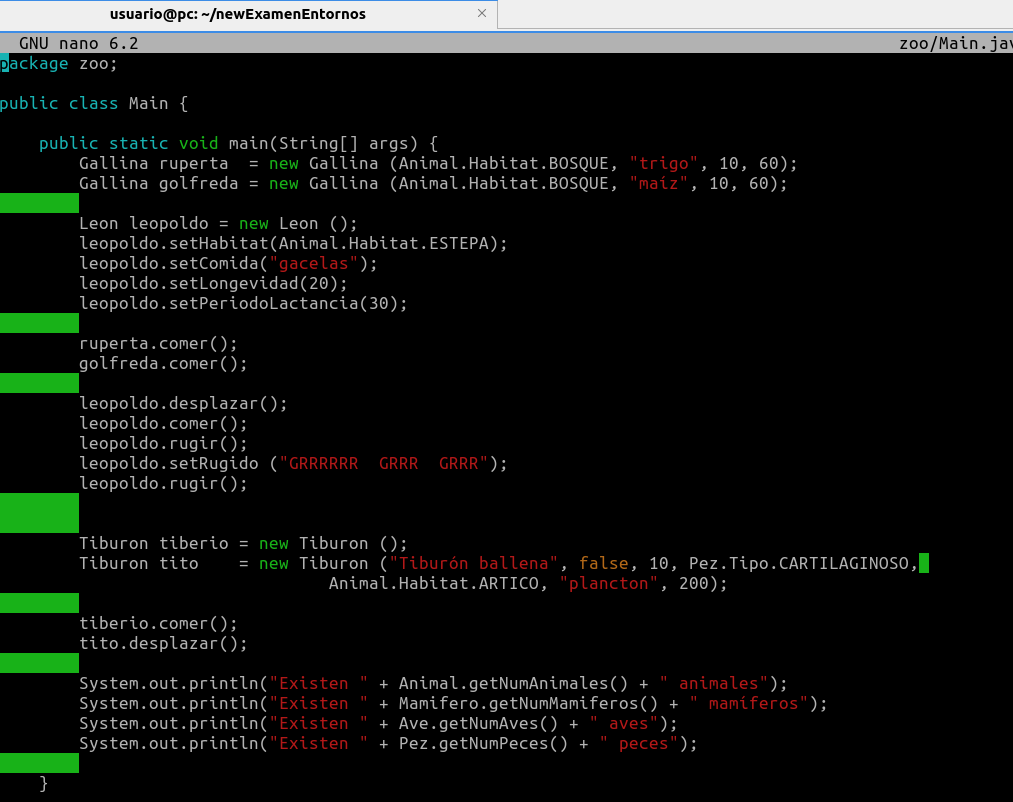 usuario@pc: ~/newExamenEntornos ×
GNU nano 6.2 zoo/Main.jav
package zoo;
public class Main {
public static void main(String[] args) {
Gallina ruperta  = new Gallina (Animal.Habitat.BOSQUE, "trigo", 10, 60);
Gallina golfreda = new Gallina (Animal.Habitat.BOSQUE, "maíz", 10, 60);
Leon leopoldo = new Leon ();
leopoldo.setHabitat(Animal.Habitat.ESTEPA);
leopoldo.setComida("gacelas");
leopoldo.setLongevidad(20);
leopoldo.setPeriodoLactancia(30);
ruperta.comer();
golfreda.comer();
leopoldo.desplazar();
leopoldo.comer();
leopoldo.rugir();
leopoldo.setRugido ("GRRRRRR  GRRR  GRRR");
leopoldo.rugir();
Tiburon tiberio = new Tiburon ();
Tiburon tito    = new Tiburon ("Tiburón ballena", false, 10, Pez.Tipo.CARTILAGINOSO,
Animal.Habitat.ARTICO, "plancton", 200);
tiberio.comer();
tito.desplazar();
System.out.println("Existen " + Animal.getNumAnimales() + " animales");
System.out.println("Existen " + Mamifero.getNumMamiferos() + " mamíferos");
System.out.println("Existen " + Ave.getNumAves() + " aves");
System.out.println("Existen " + Pez.getNumPeces() + " peces");
}